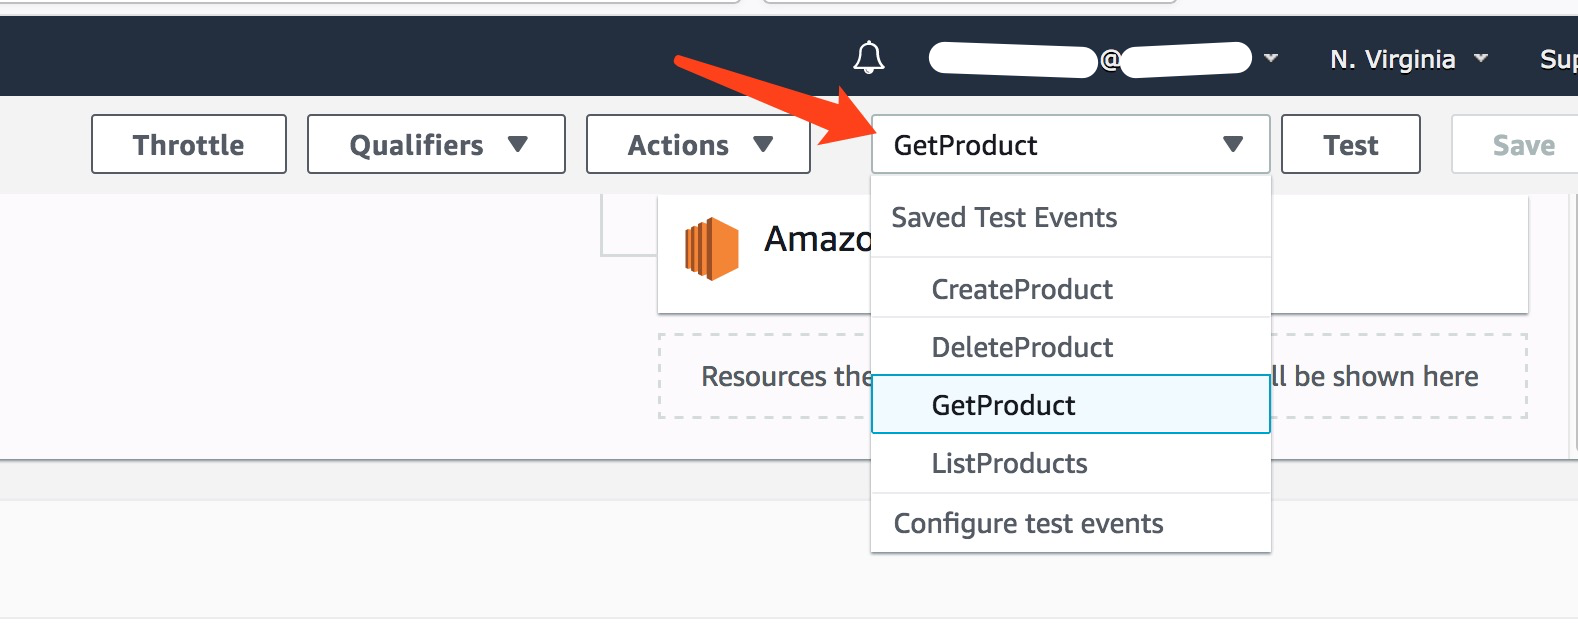 @
N. Virginia
Sup
Throttle
Qualifiers
Actions
GetProduct
Test
Save
Saved Test Events
Amazo
CreateProduct
DeleteProduct
Resources the
ll be shown here
GetProduct
ListProducts
Configure test events